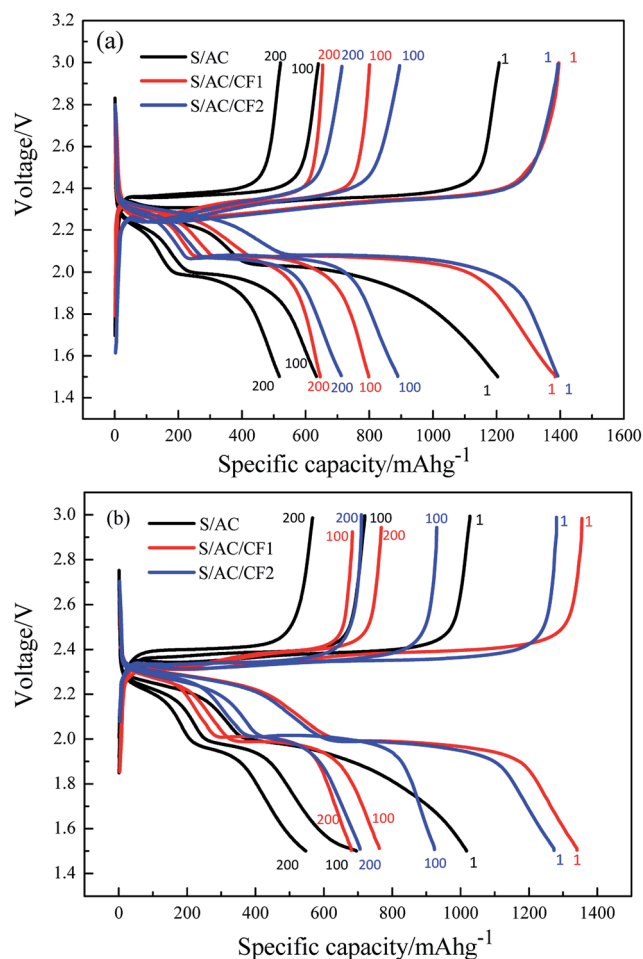 (a)
S/AC
S/AC/CF1
S/AC/CF2
200 100 200 200 100 100 1 1 1
3.0
2.8
2.6
2.4
2.2
2.0
1.8
1.6
1.4
Voltage/V
200 100 200 200 100 100 1 1 1
0 200 400 600 800 1000 1200 1400 1600
Specific capacity/mAhg⁻¹
(b)
S/AC
S/AC/CF1
S/AC/CF2
200 100 200 100 200 100 1 1 1
3.0
2.8
2.6
2.4
2.2
2.0
1.8
1.6
1.4
Voltage/V
200 100 200 200 100 100 1 1 1
0 200 400 600 800 1000 1200 1400
Specific capacity/mAhg⁻¹